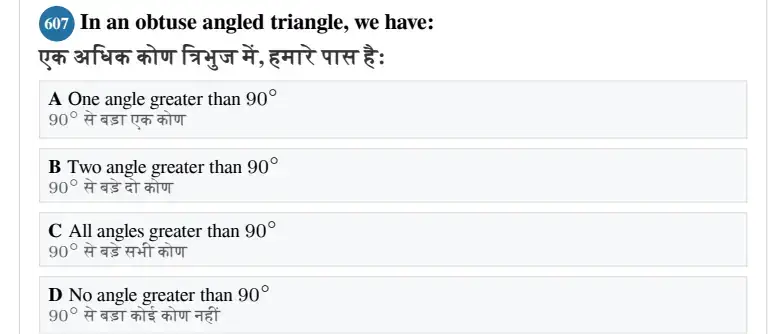 607 In an obtuse angled triangle, we have:
एक अधिक कोण त्रिभुज में, हमारे पास है:
A One angle greater than 90°
90° से बड़ा एक कोण
B Two angle greater than 90°
90° से बड़े दो कोण
C All angles greater than 90°
90° से बड़े सभी कोण
D No angle greater than 90°
90° से बड़ा कोई कोण नहीं